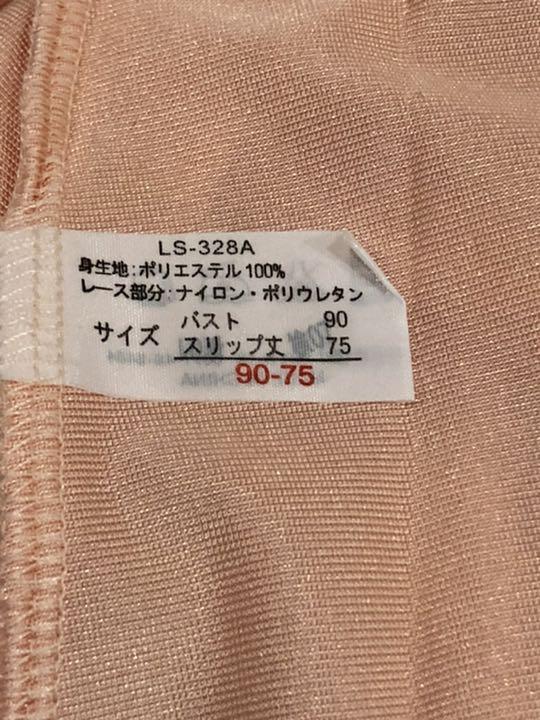 LS-328A
身生地:ポリエステル100%
レース部分:ナイロン・ポリウレタン
サイズ バスト 90
スリップ丈 75
90-75